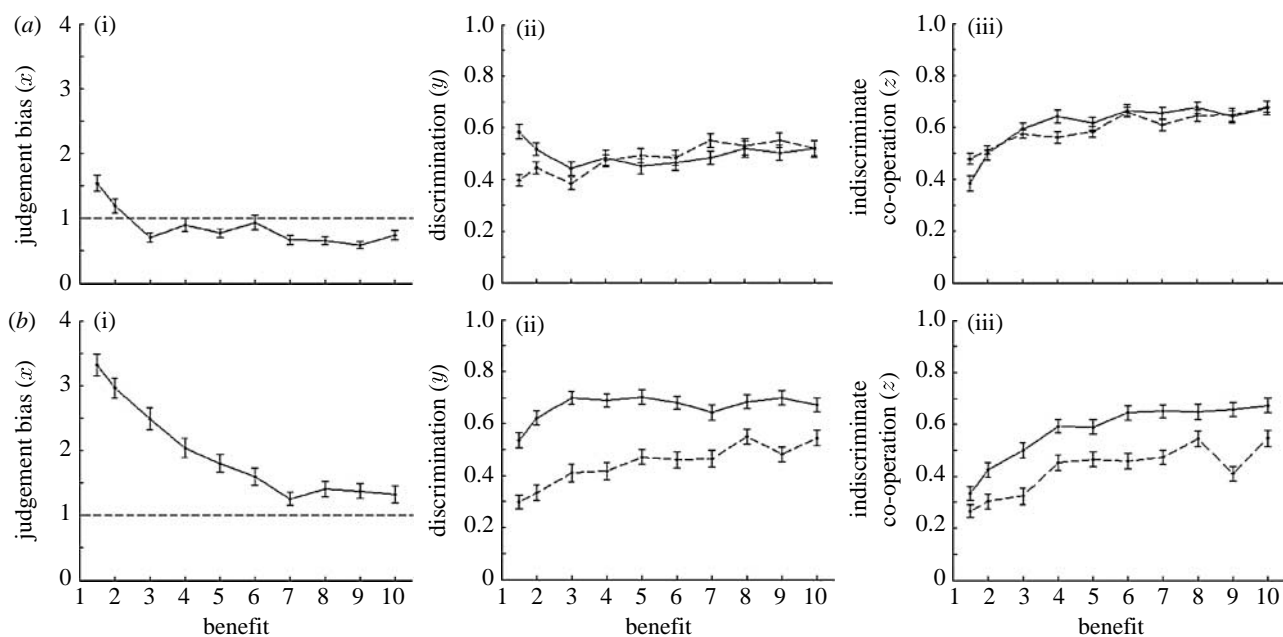 (a) (i) (ii) (iii)
judgement bias (x)
4
3
2
1
0
discrimination (y)
1.0
0.8
0.6
0.4
0.2
0
indiscriminate
co-operation (z)
1.0
0.8
0.6
0.4
0.2
0
(b) (i) (ii) (iii)
judgement bias (x)
4
3
2
1
0
1 2 3 4 5 6 7 8 9 10
benefit
discrimination (y)
1.0
0.8
0.6
0.4
0.2
0
1 2 3 4 5 6 7 8 9 10
benefit
indiscriminate
co-operation (z)
1.0
0.8
0.6
0.4
0.2
0
1 2 3 4 5 6 7 8 9 10
benefit